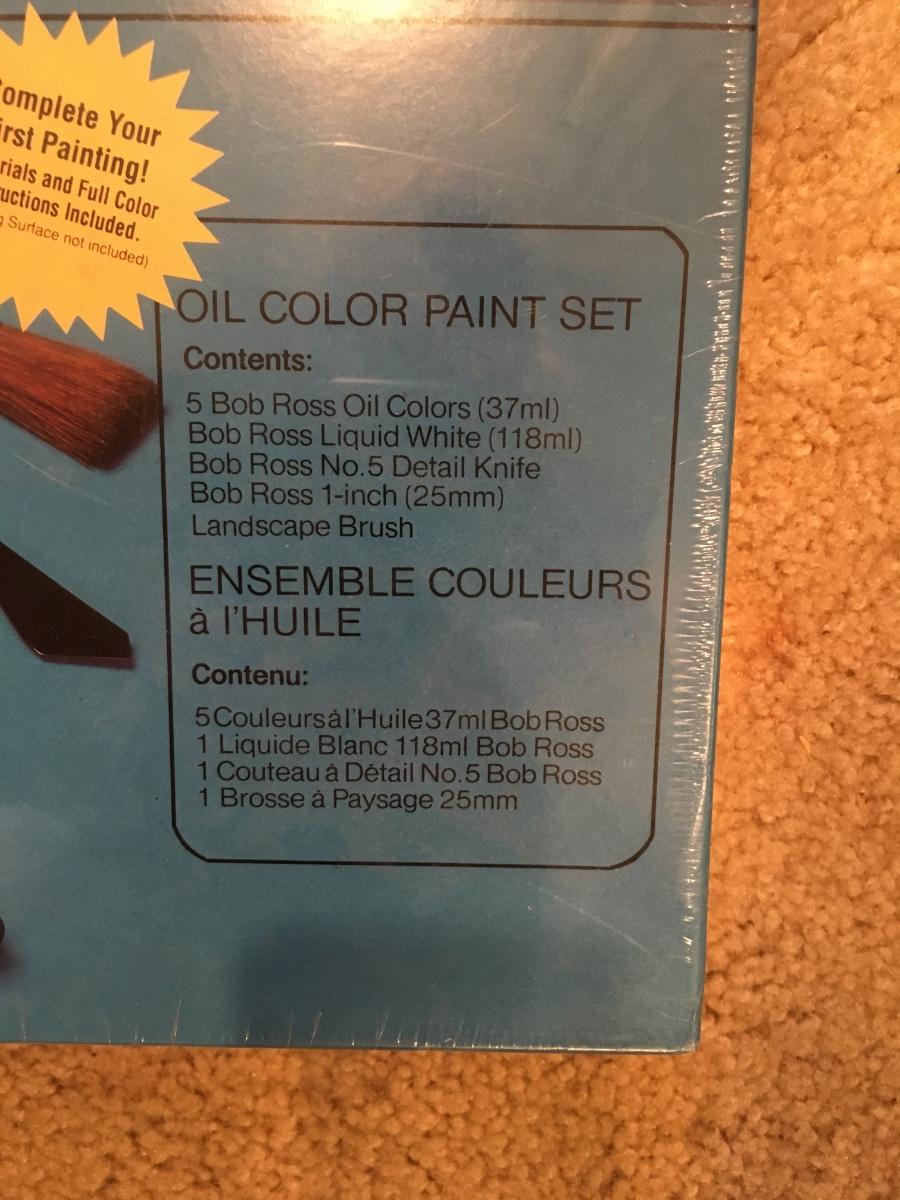 omplete Your
irst Painting!
rials and Full Color
uctions Included.
g Surface not included)
OIL COLOR PAINT SET
Contents:
5 Bob Ross Oil Colors (37ml)
Bob Ross Liquid White (118ml)
Bob Ross No.5 Detail Knife
Bob Ross 1-inch (25mm)
Landscape Brush
ENSEMBLE COULEURS
à l'HUILE
Contenu:
5 Couleurs à l'Huile 37ml Bob Ross
1 Liquide Blanc 118ml Bob Ross
1 Couteau à Détail No.5 Bob Ross
1 Brosse à Paysage 25mm